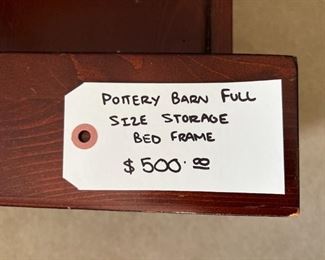 POTTERY BARN FULL
SIZE STORAGE
BED FRAME
$500.00